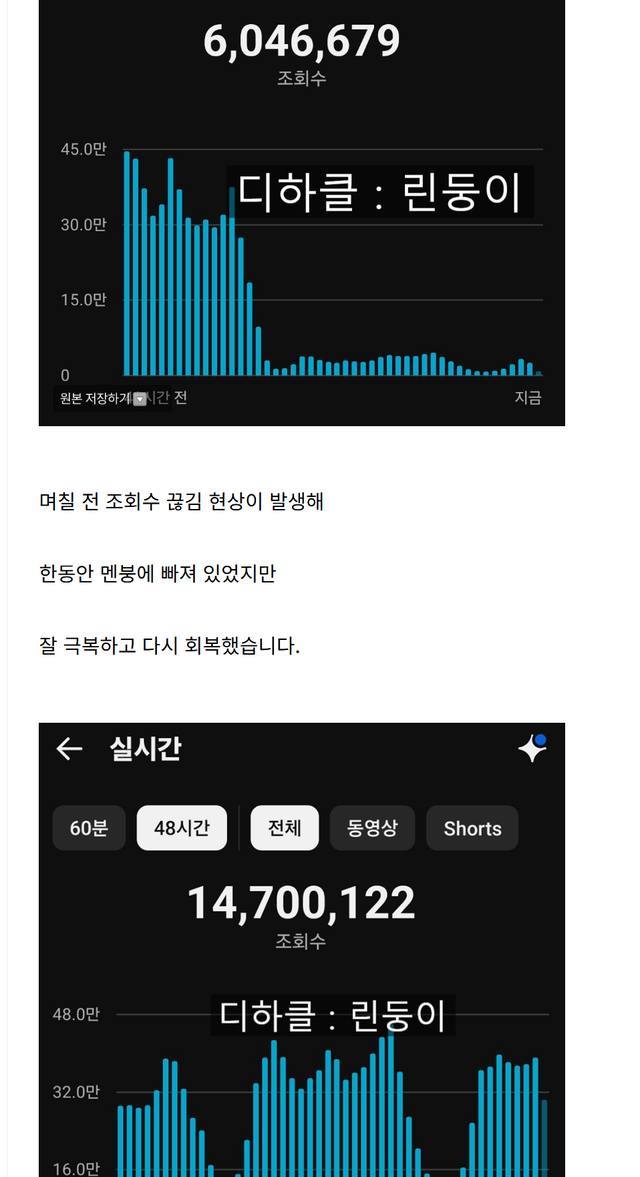 6,046,679
조회수
45.0만
디하클 : 린둥이
30.0만
15.0만
0
원본 저장하기 시간 전
지금
며칠 전 조회수 끊김 현상이 발생해
한동안 멘붕에 빠져 있었지만
잘 극복하고 다시 회복했습니다.
실시간
60분 48시간 전체 동영상 Shorts
14,700,122
조회수
48.0만
디하클 : 린둥이
32.0만
16.0만